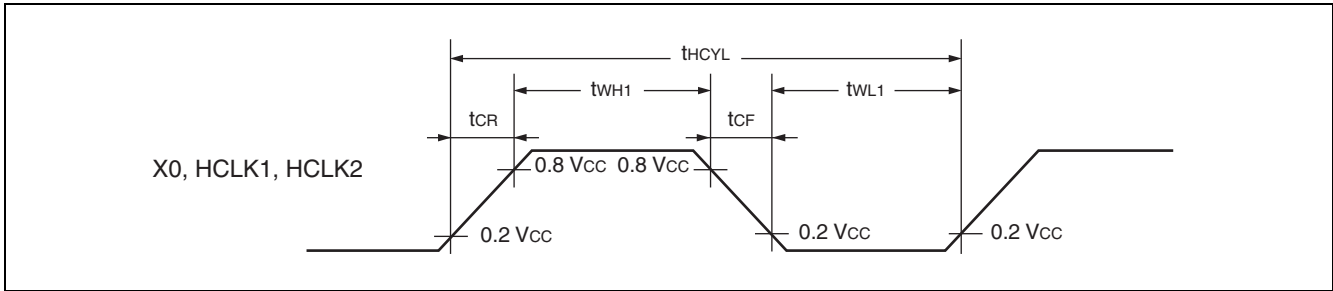 tHCYL
tWH1 tWL1
tCR tCF
X0, HCLK1, HCLK2
0.8 VCC 0.8 VCC
0.2 VCC 0.2 VCC 0.2 VCC